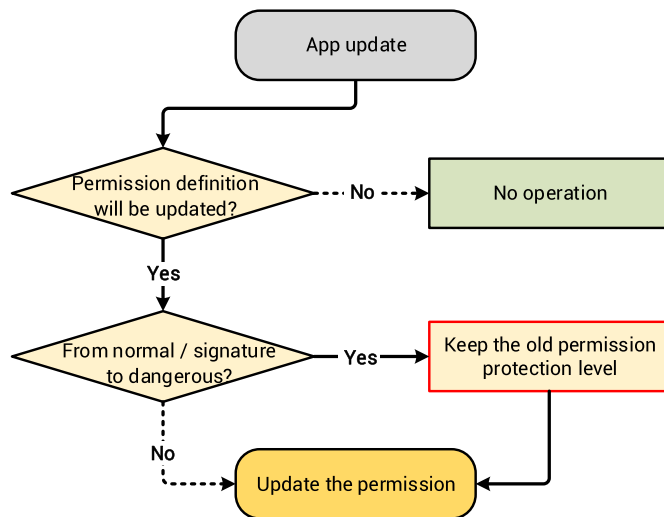 App update
Permission definition
will be updated?
No
No operation
Yes
From normal / signature
to dangerous?
Yes
Keep the old permission
protection level
No
Update the permission